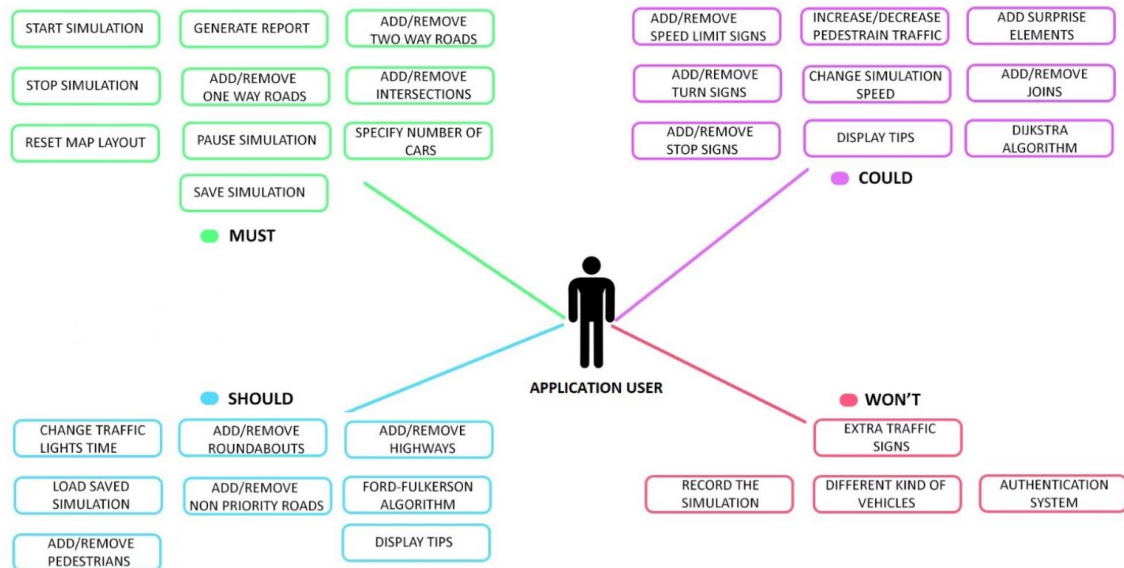 START SIMULATION
GENERATE REPORT
ADD/REMOVE
TWO WAY ROADS
STOP SIMULATION
ADD/REMOVE
ONE WAY ROADS
ADD/REMOVE
INTERSECTIONS
RESET MAP LAYOUT
PAUSE SIMULATION
SPECIFY NUMBER OF
CARS
SAVE SIMULATION
MUST
ADD/REMOVE
SPEED LIMIT SIGNS
INCREASE/DECREASE
PEDESTRAIN TRAFFIC
ADD SURPRISE
ELEMENTS
ADD/REMOVE
TURN SIGNS
CHANGE SIMULATION
SPEED
ADD/REMOVE
JOINS
ADD/REMOVE
STOP SIGNS
DISPLAY TIPS
DIJKSTRA
ALGORITHM
COULD
APPLICATION USER
SHOULD
CHANGE TRAFFIC
LIGHTS TIME
ADD/REMOVE
ROUNDABOUTS
ADD/REMOVE
HIGHWAYS
LOAD SAVED
SIMULATION
ADD/REMOVE
NON PRIORITY ROADS
FORD-FULKERSON
ALGORITHM
ADD/REMOVE
PEDESTRIANS
DISPLAY TIPS
WON'T
EXTRA TRAFFIC
SIGNS
RECORD THE
SIMULATION
DIFFERENT KIND OF
VEHICLES
AUTHENTICATION
SYSTEM